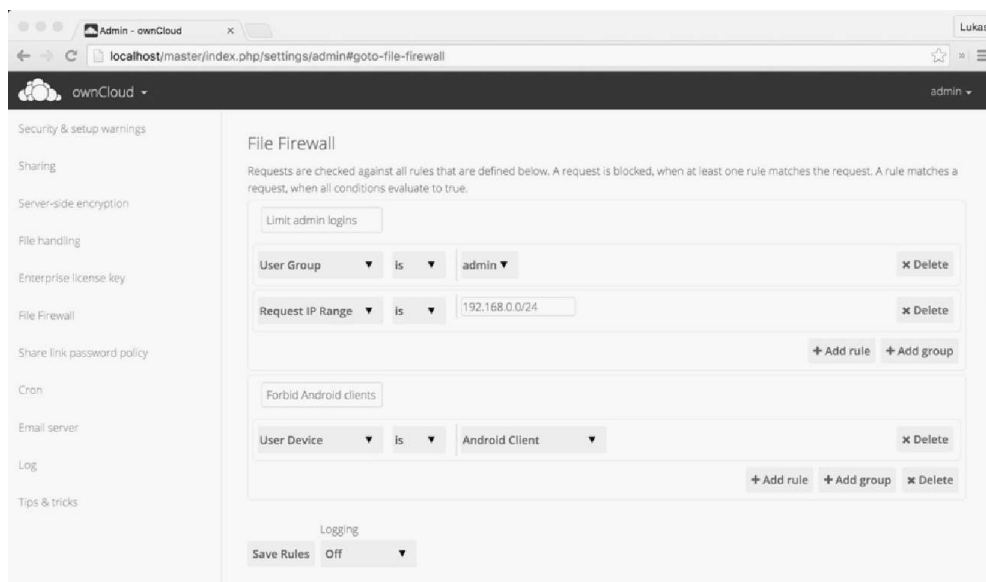 Admin - ownCloud
Lukas
localhost/master/index.php/settings/admin#goto-file-firewall
ownCloud
admin
Security & setup warnings
Sharing
Server-side encryption
File handling
Enterprise license key
File Firewall
Share link password policy
Cron
Email server
Log
Tips & tricks
File Firewall
Requests are checked against all rules that are defined below. A request is blocked, when at least one rule matches the request. A rule matches a
request, when all conditions evaluate to true.
Limit admin logins
User Group is admin Delete
Request IP Range is 192.168.0.0/24 Delete
Add rule Add group
Forbid Android clients
User Device is Android Client Delete
Add rule Add group Delete
Logging
Save Rules Off